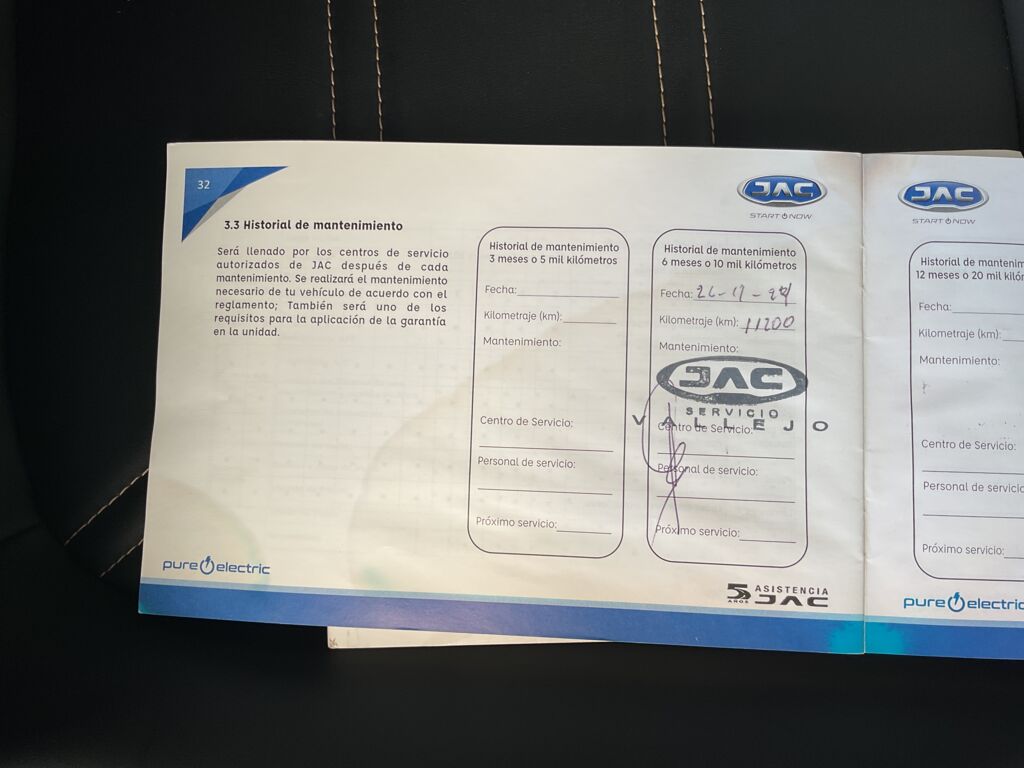 32
JAC
START NOW
3.3 Historial de mantenimiento
Será llenado por los centros de servicio
autorizados de JAC después de cada
mantenimiento. Se realizará el mantenimiento
necesario de tu vehículo de acuerdo con el
reglamento; También será uno de los
requisitos para la aplicación de la garantía
en la unidad.
Historial de mantenimiento
3 meses o 5 mil kilómetros
Fecha:
Kilometraje (km):
Mantenimiento:
Centro de Servicio:
Personal de servicio:
Próximo servicio:
Historial de mantenimiento
6 meses o 10 mil kilómetros
Fecha:
Kilometraje (km): 11200
Mantenimiento:
JAC
SERVICIO
VALLEJO
Centro de Servicio:
Personal de servicio:
Próximo servicio:
pure electric
5 AÑOS ASISTENCIA
JAC
JAC
START NOW
Historial de mantenim
12 meses o 20 mil kilóm
Fecha:
Kilometraje (km):
Mantenimiento:
Centro de Servicio:
Personal de servicio
Próximo servicio:
pure electric